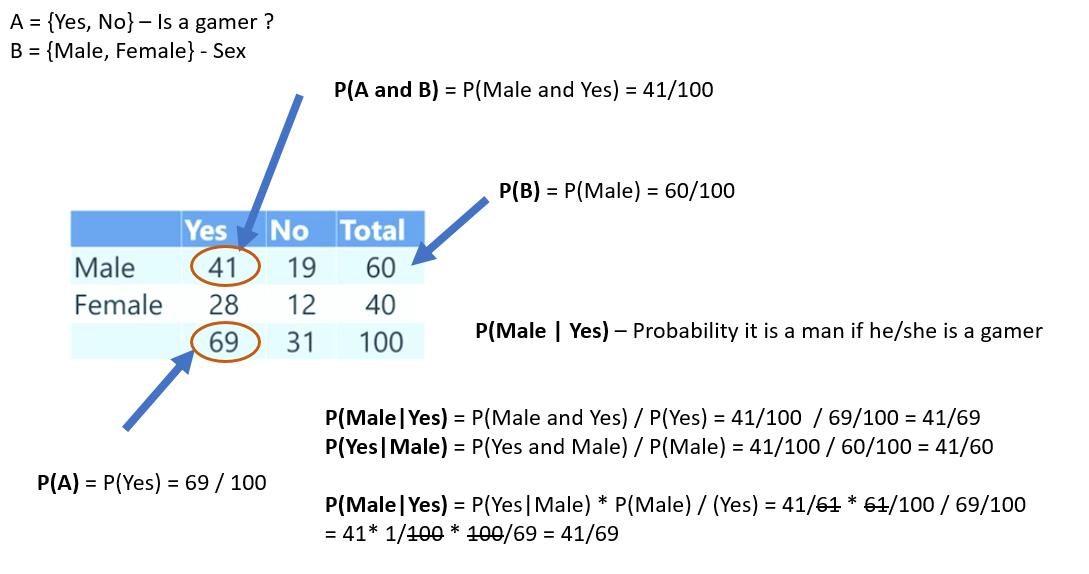 A = {Yes, No} – Is a gamer ?
B = {Male, Female} - Sex
P(A and B) = P(Male and Yes) = 41/100
P(B) = P(Male) = 60/100
Yes No Total
Male 41 19 60
Female 28 12 40
69 31 100
P(Male | Yes) – Probability it is a man if he/she is a gamer
P(Male|Yes) = P(Male and Yes) / P(Yes) = 41/100 / 69/100 = 41/69
P(Yes|Male) = P(Yes and Male) / P(Male) = 41/100 / 60/100 = 41/60
P(A) = P(Yes) = 69 / 100
P(Male|Yes) = P(Yes|Male) * P(Male) / (Yes) = 41/61 * 61/100 / 69/100
= 41* 1/100 * 100/69 = 41/69